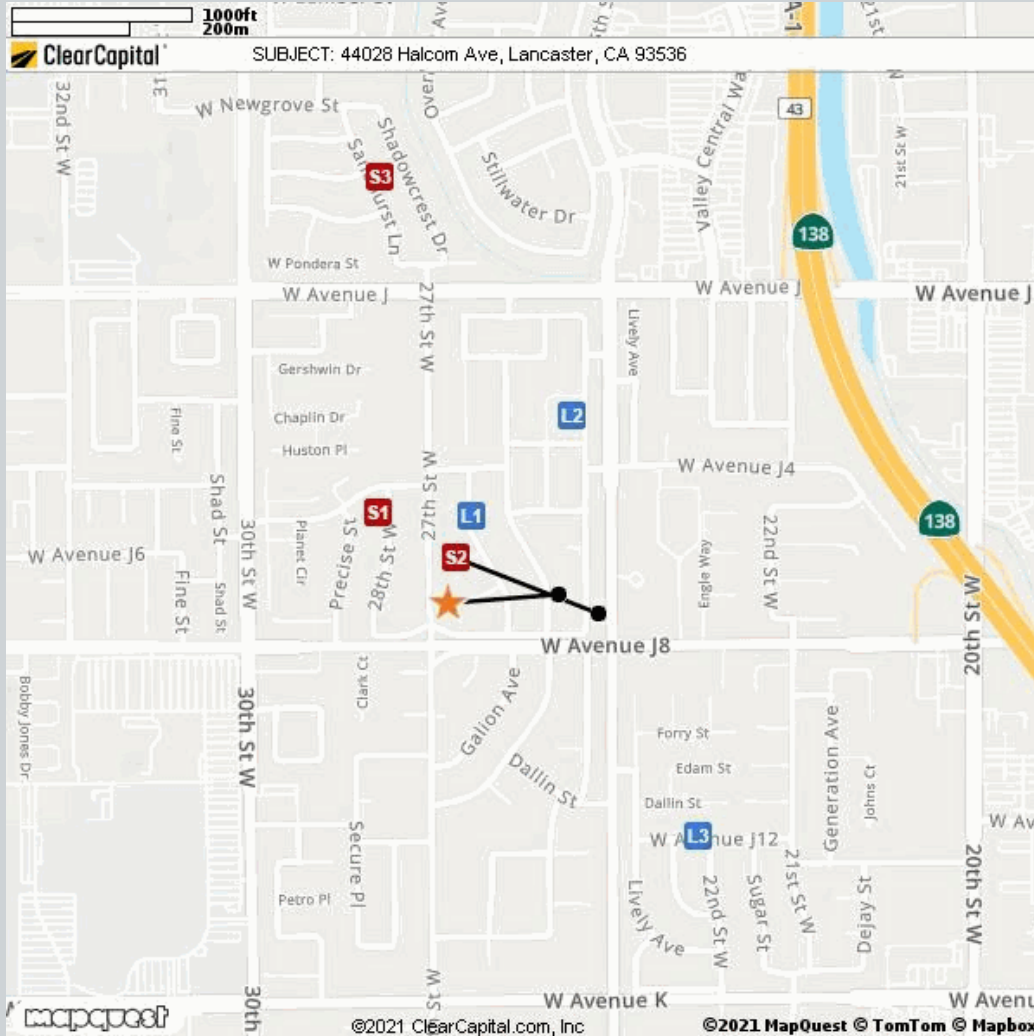 1000ft
200m
ClearCapital
SUBJECT: 44028 Halcom Ave, Lancaster, CA 93536
32nd St W
W Newgrove St
43
Valley Central Way
21st St W
Shadowcrest Dr
S3
Stillwater Dr
138
W Pondera St
W Avenue J
W Avenue J
W Avenue J
27th St W
Lively Ave
Gershwin Dr
Fine St
Chaplin Dr
L2
Huston Pl
W Avenue J4
27th St W
Shad St
S1
L1
138
30th St W
Planet Cir
Precise St
28th St W
22nd St W
W Avenue J6
S2
Engle Way
Fine St
Shad St
20th St W
W Avenue J8
Clark Ct
Bobby Jones Dr
30th St W
Galion Ave
Generation Ave
Forry St
Edam St
Dallin St
Johns Ct
Dallin St
L3
W Avenue J12
Secure Pl
20th St W
21st St W
Petro Pl
Lively Ave
22nd St W
Sugar St
Dejay St
W Avenue K
mapquest
©2021 ClearCapital.com, Inc
©2021 MapQuest © TomTom © Mapbox